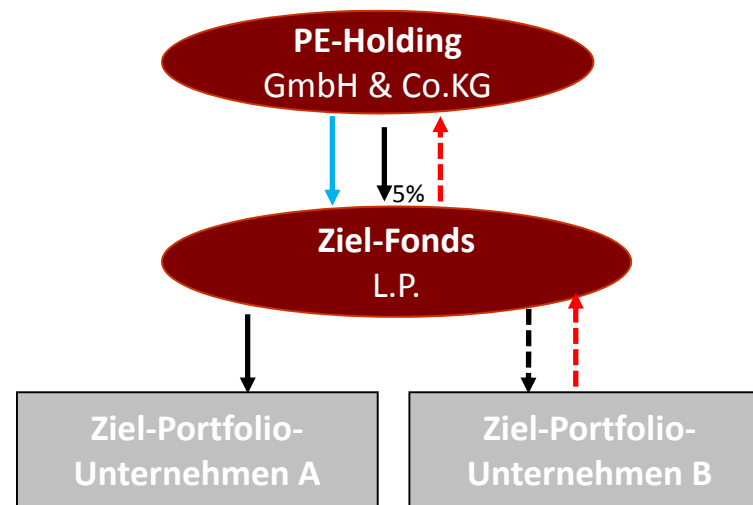 PE-Holding
GmbH & Co.KG
5%
Ziel-Fonds
L.P.
Ziel-Portfolio-
Unternehmen A
Ziel-Portfolio-
Unternehmen B